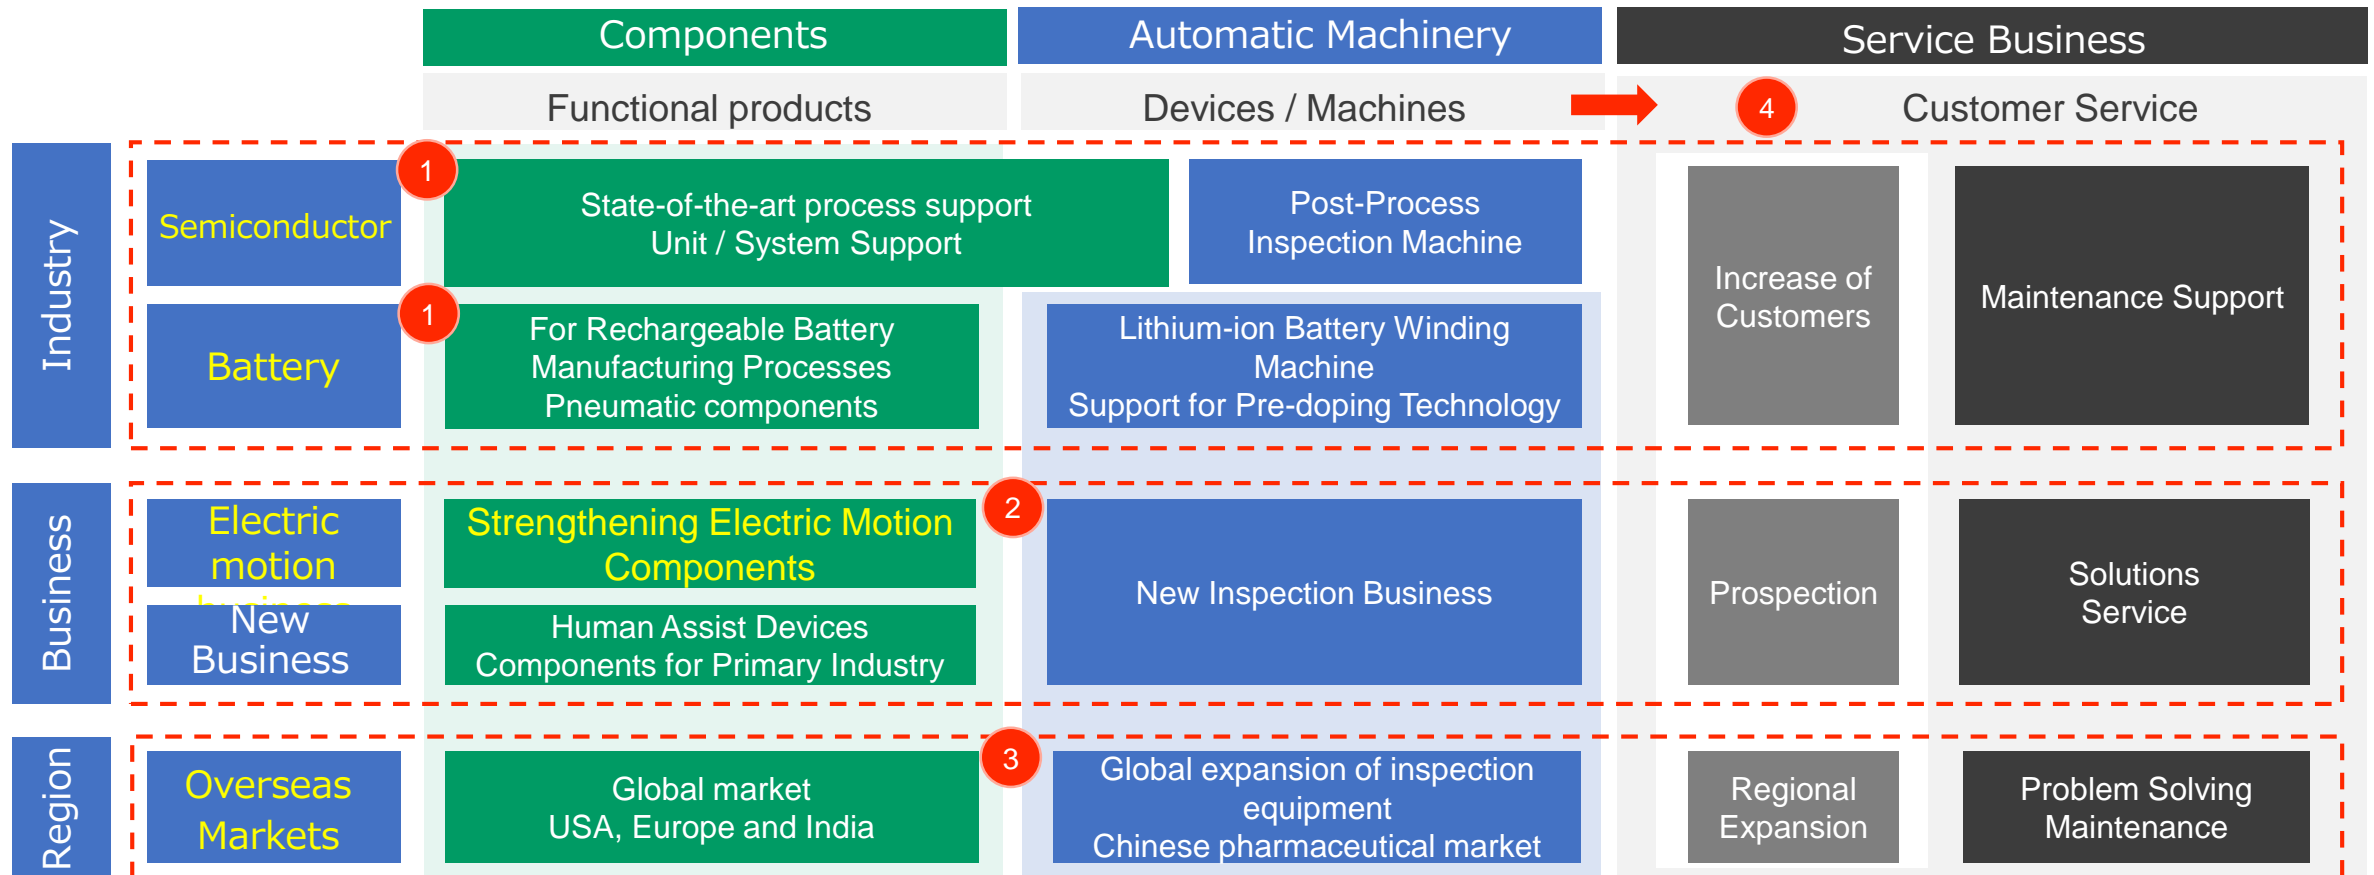 Components
Automatic Machinery
Service Business
Functional products
Devices / Machines
4
Customer Service
Industry
Semiconductor
1
State-of-the-art process support
Unit / System Support
Post-Process
Inspection Machine
Increase of
Customers
Maintenance Support
Battery
1
For Rechargeable Battery
Manufacturing Processes
Pneumatic components
Lithium-ion Battery Winding
Machine
Support for Pre-doping Technology
Business
Electric
motion
business
Strengthening Electric Motion
Components
2
New Inspection Business
Prospection
Solutions
Service
New
Business
Human Assist Devices
Components for Primary Industry
Region
Overseas
Markets
Global market
USA, Europe and India
3
Global expansion of inspection
equipment
Chinese pharmaceutical market
Regional
Expansion
Problem Solving
Maintenance